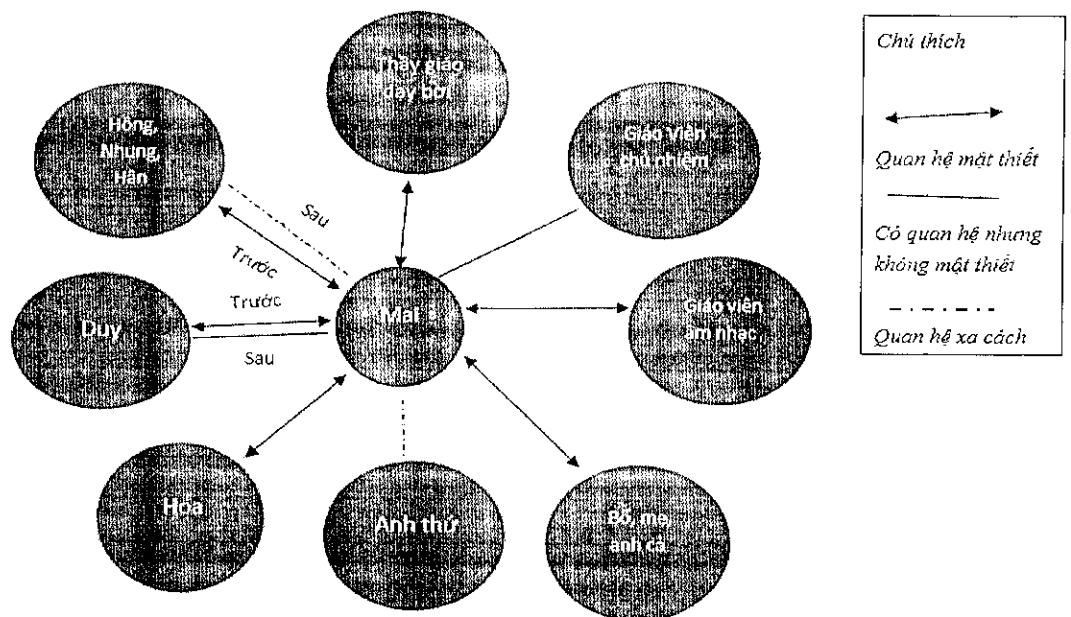 Thầy giáo
dạy bơi
Hồng,
Nhung,
Hân
Giáo viên
chủ nhiệm
Sau
Trước
Mai
Trước
Sau
Duy
Giáo viên
âm nhạc
Hoa
Anh thứ
Bố, mẹ,
anh cả
Chú thích
Quan hệ mật thiết
Có quan hệ nhưng
không mật thiết
Quan hệ xa cách